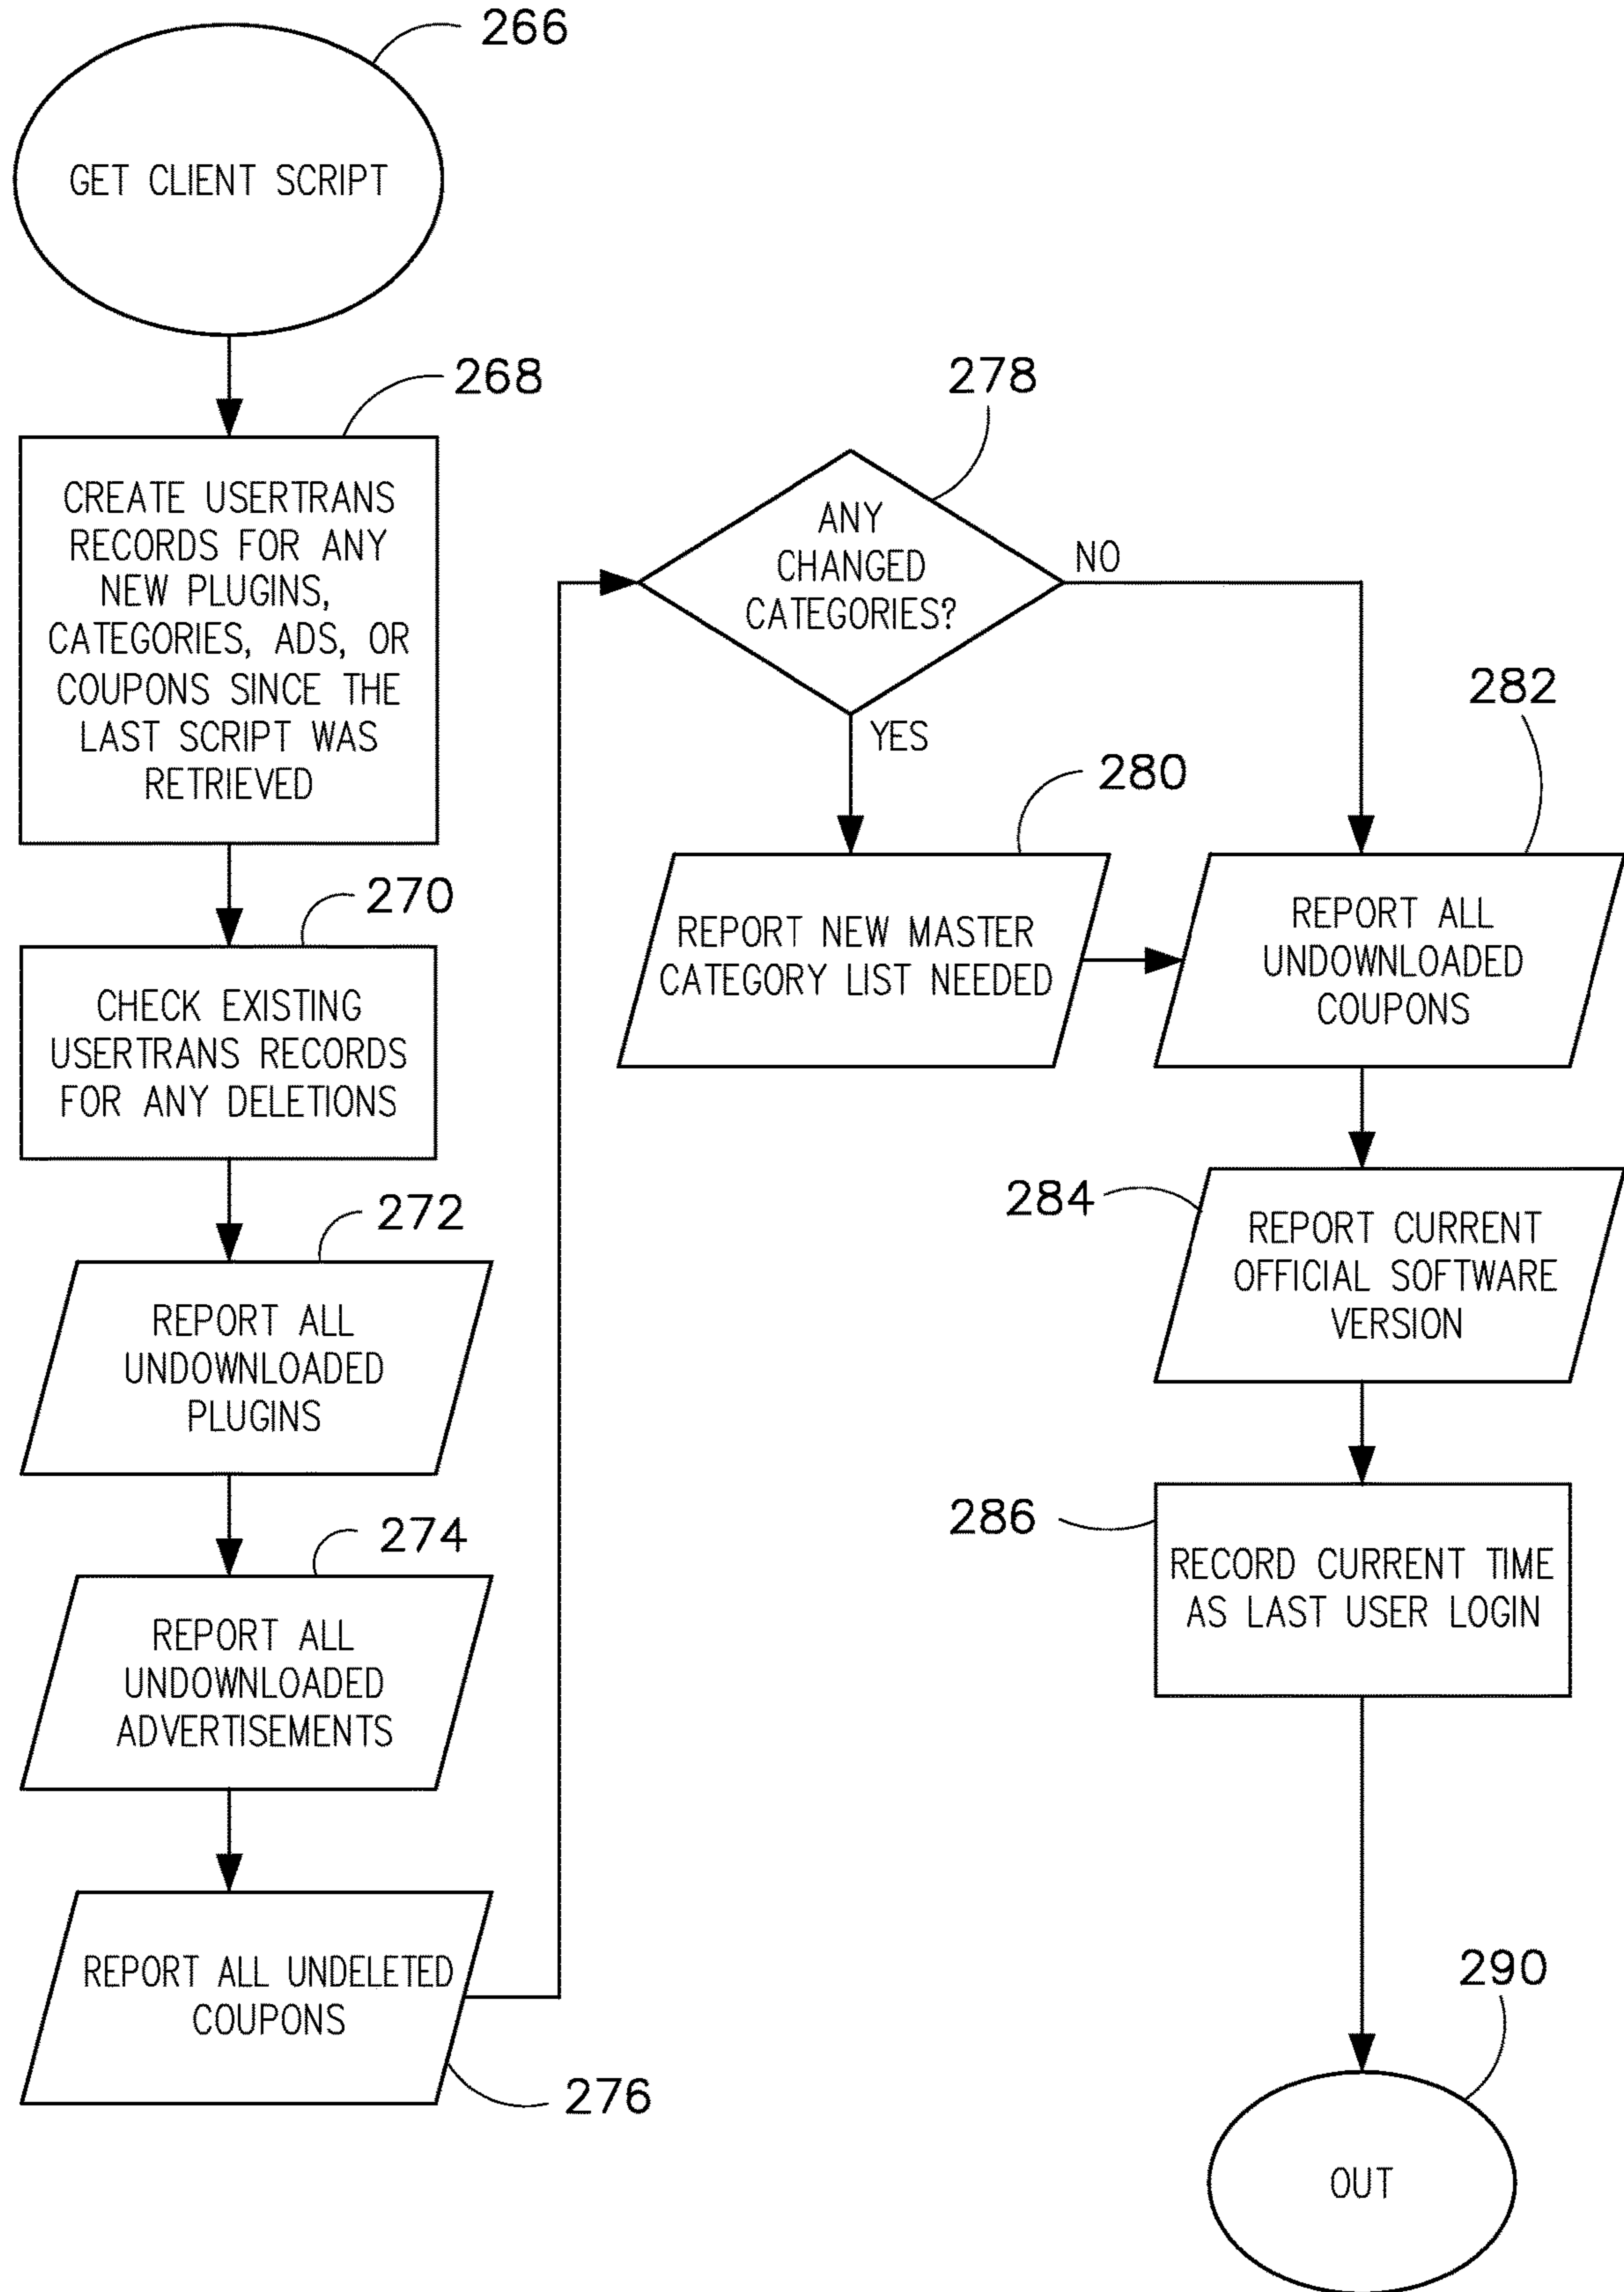 266
GET CLIENT SCRIPT
268
CREATE USERTRANS
RECORDS FOR ANY
NEW PLUGINS,
CATEGORIES, ADS, OR
COUPONS SINCE THE
LAST SCRIPT WAS
RETRIEVED
270
CHECK EXISTING
USERTRANS RECORDS
FOR ANY DELETIONS
272
REPORT ALL
UNDOWNLOADED
PLUGINS
274
REPORT ALL
UNDOWNLOADED
ADVERTISEMENTS
REPORT ALL UNDELETED
COUPONS
276
278
ANY
CHANGED
CATEGORIES?
NO
YES
280
REPORT NEW MASTER
CATEGORY LIST NEEDED
282
REPORT ALL
UNDOWNLOADED
COUPONS
284
REPORT CURRENT
OFFICIAL SOFTWARE
VERSION
286
RECORD CURRENT TIME
AS LAST USER LOGIN
290
OUT